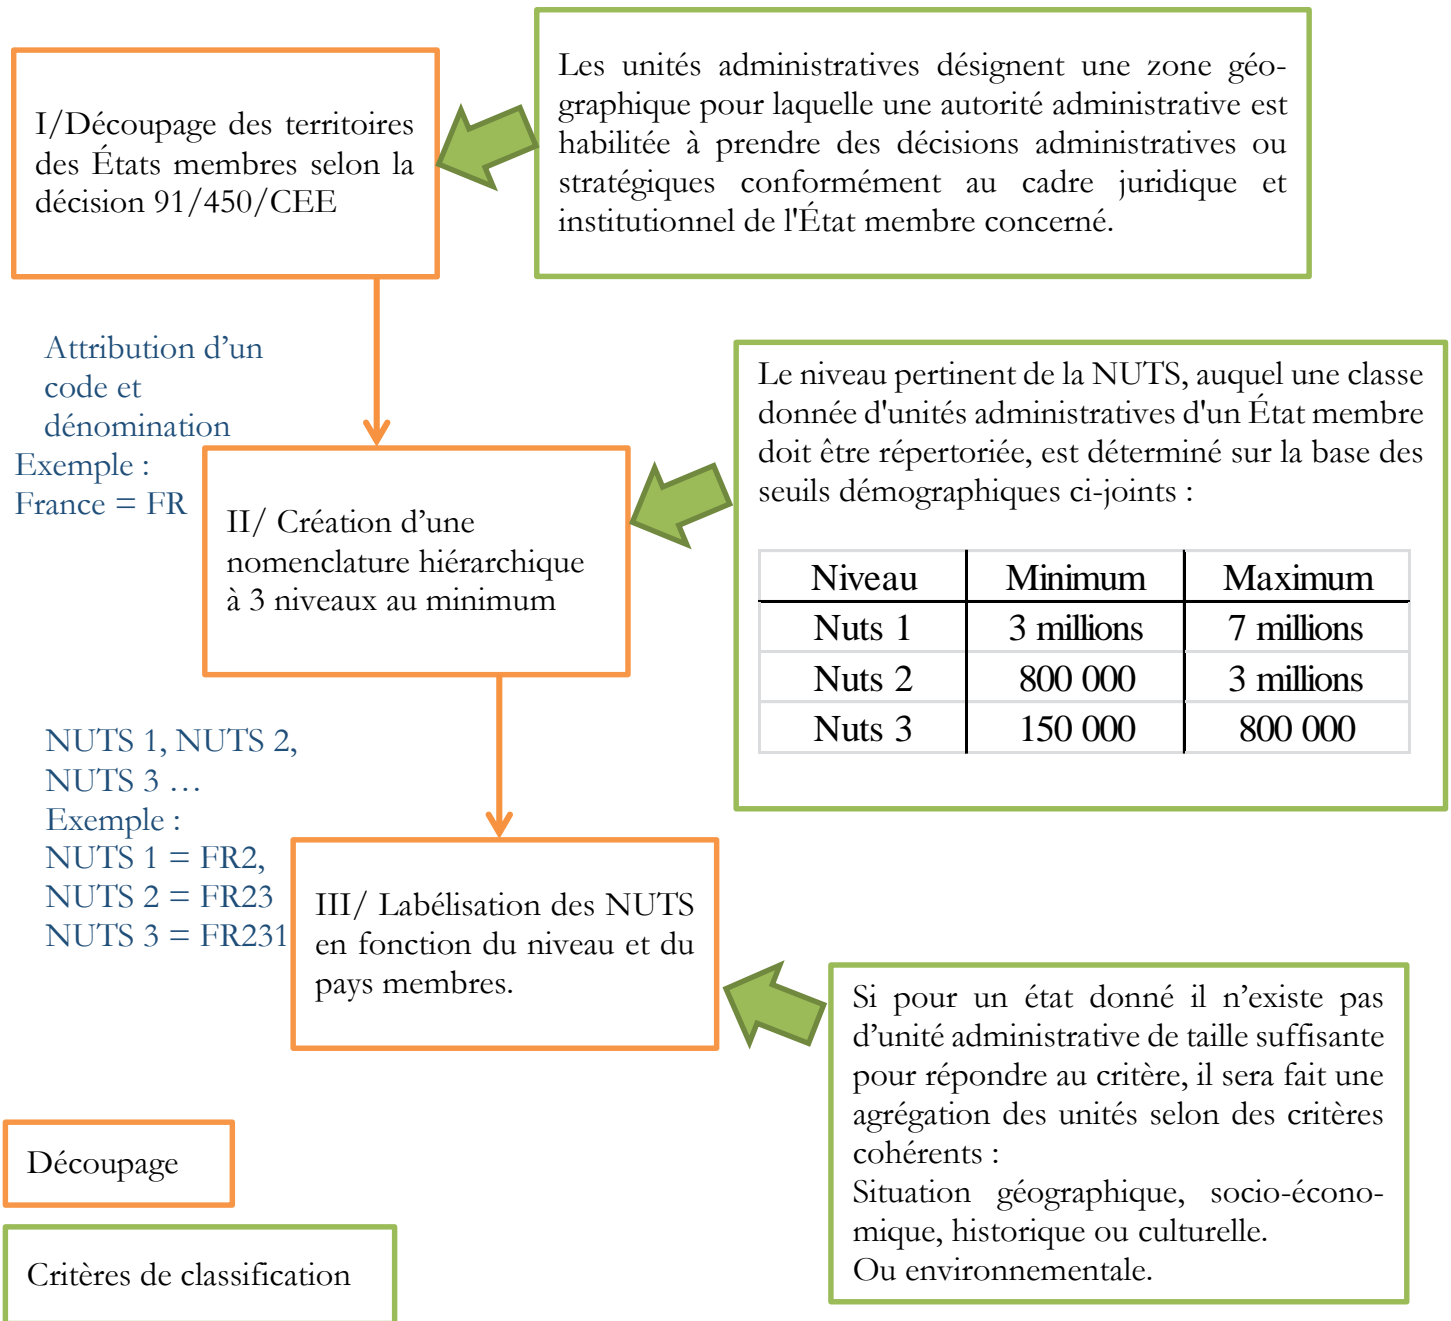 I/Découpage des territoires
des États membres selon la
décision 91/450/CEE
Les unités administratives désignent une zone géo-
graphique pour laquelle une autorité administrative est
habilitée à prendre des décisions administratives ou
stratégiques conformément au cadre juridique et
institutionnel de l'État membre concerné.
Attribution d’un
code et
dénomination
Exemple :
France = FR
II/ Création d’une
nomenclature hiérarchique
à 3 niveaux au minimum
Le niveau pertinent de la NUTS, auquel une classe
donnée d'unités administratives d'un État membre
doit être répertoriée, est déterminé sur la base des
seuils démographiques ci-joints :
Niveau Minimum Maximum
Nuts 1 3 millions 7 millions
Nuts 2 800 000 3 millions
Nuts 3 150 000 800 000
NUTS 1, NUTS 2,
NUTS 3 …
Exemple :
NUTS 1 = FR2,
NUTS 2 = FR23
NUTS 3 = FR231
III/ Labélisation des NUTS
en fonction du niveau et du
pays membres.
Si pour un état donné il n’existe pas
d’unité administrative de taille suffisante
pour répondre au critère, il sera fait une
agrégation des unités selon des critères
cohérents :
Situation géographique, socio-écono-
mique, historique ou culturelle.
Ou environnementale.
Découpage
Critères de classification